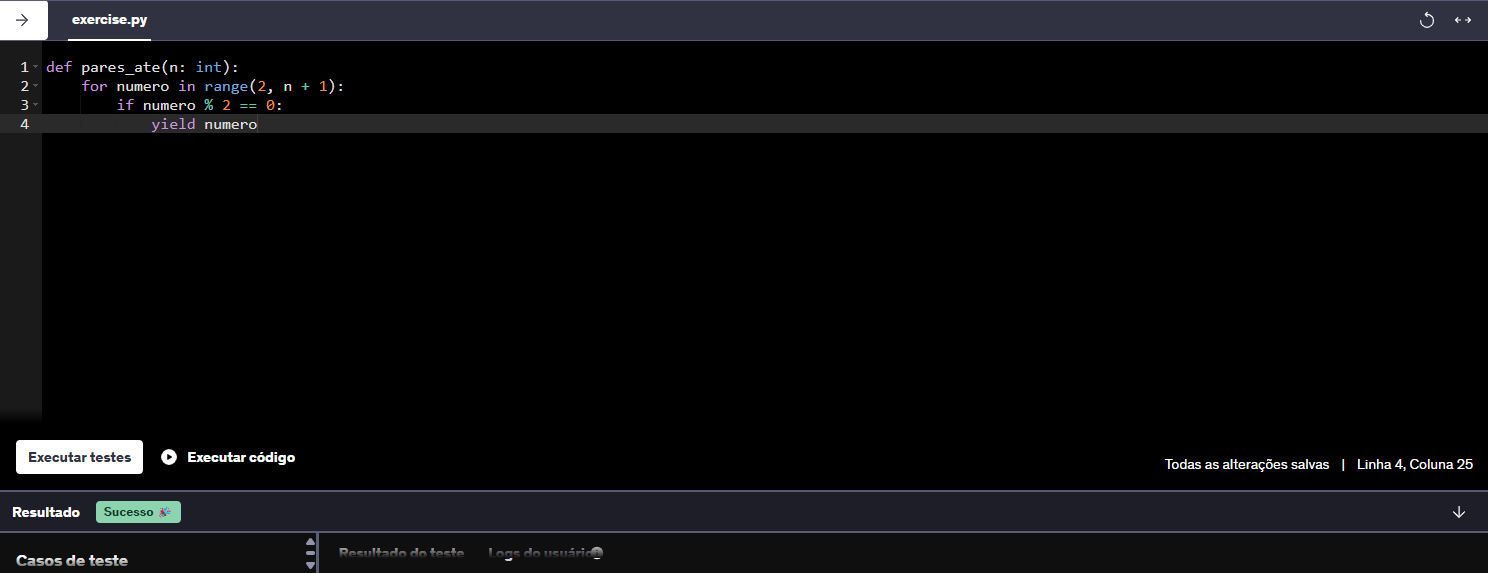 exercise.py
1 def pares_ate(n: int):
2     for numero in range(2, n + 1):
3         if numero % 2 == 0:
4             yield numero
Executar testes Executar código
Todas as alterações salvas | Linha 4, Coluna 25
Resultado Sucesso 🎉
Casos de teste
Resultado do teste Logs do usuário